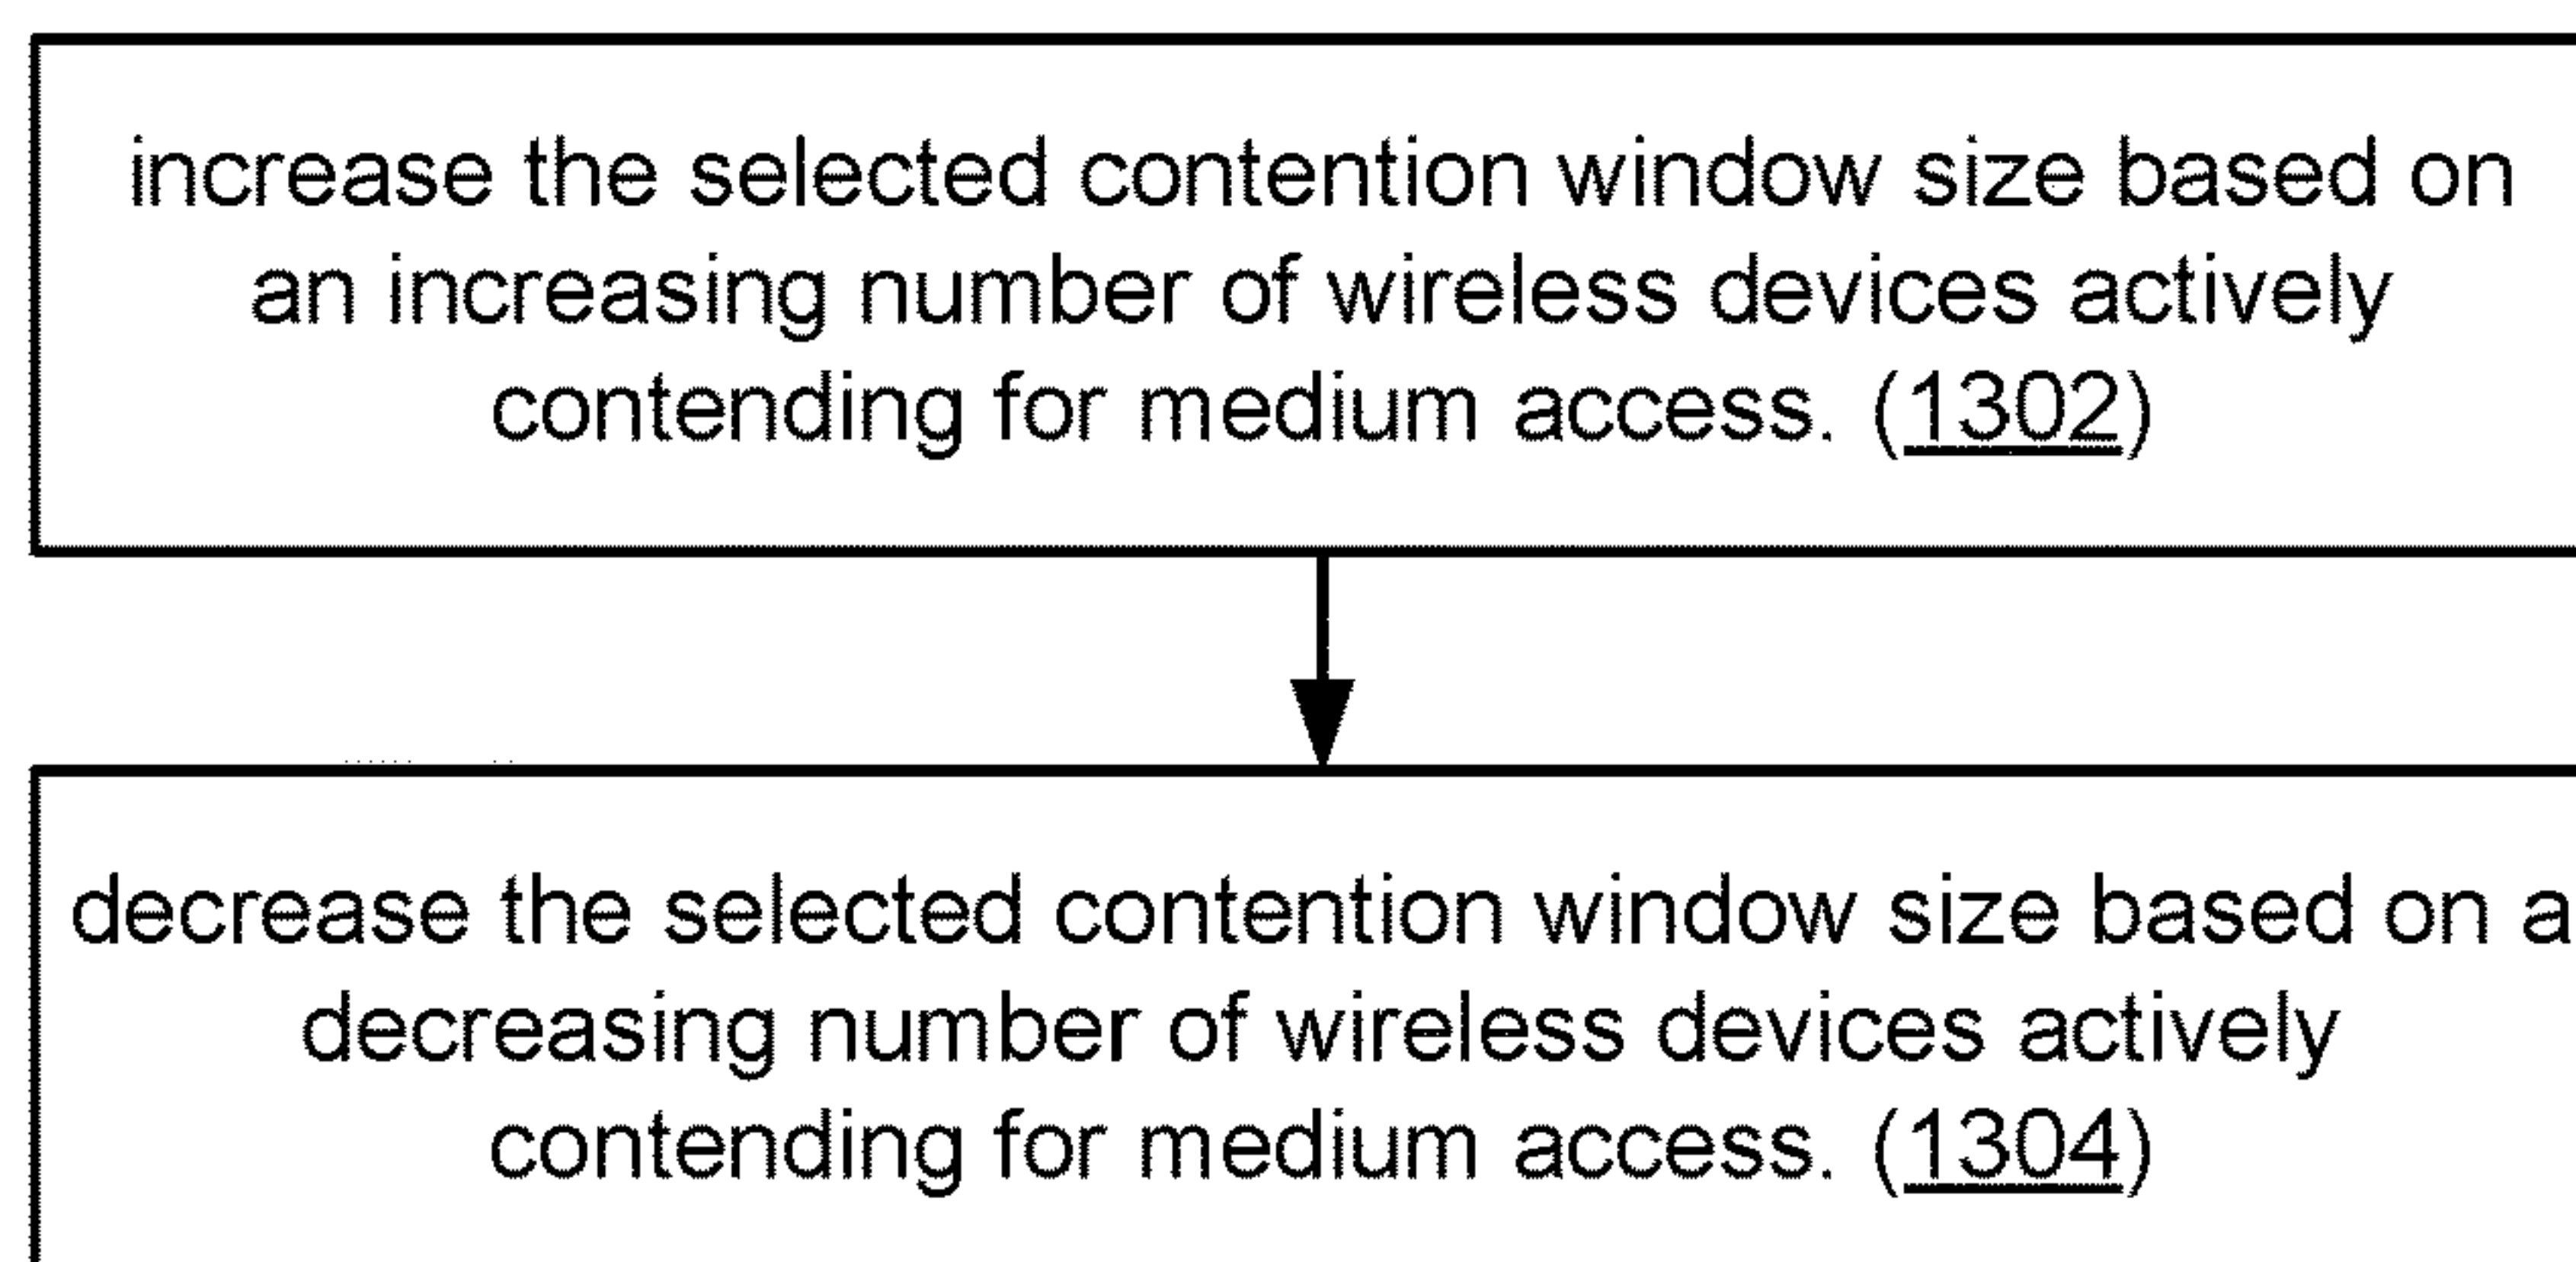 increase the selected contention window size based on
an increasing number of wireless devices actively
contending for medium access. (1302)
decrease the selected contention window size based on a
decreasing number of wireless devices actively
contending for medium access. (1304)